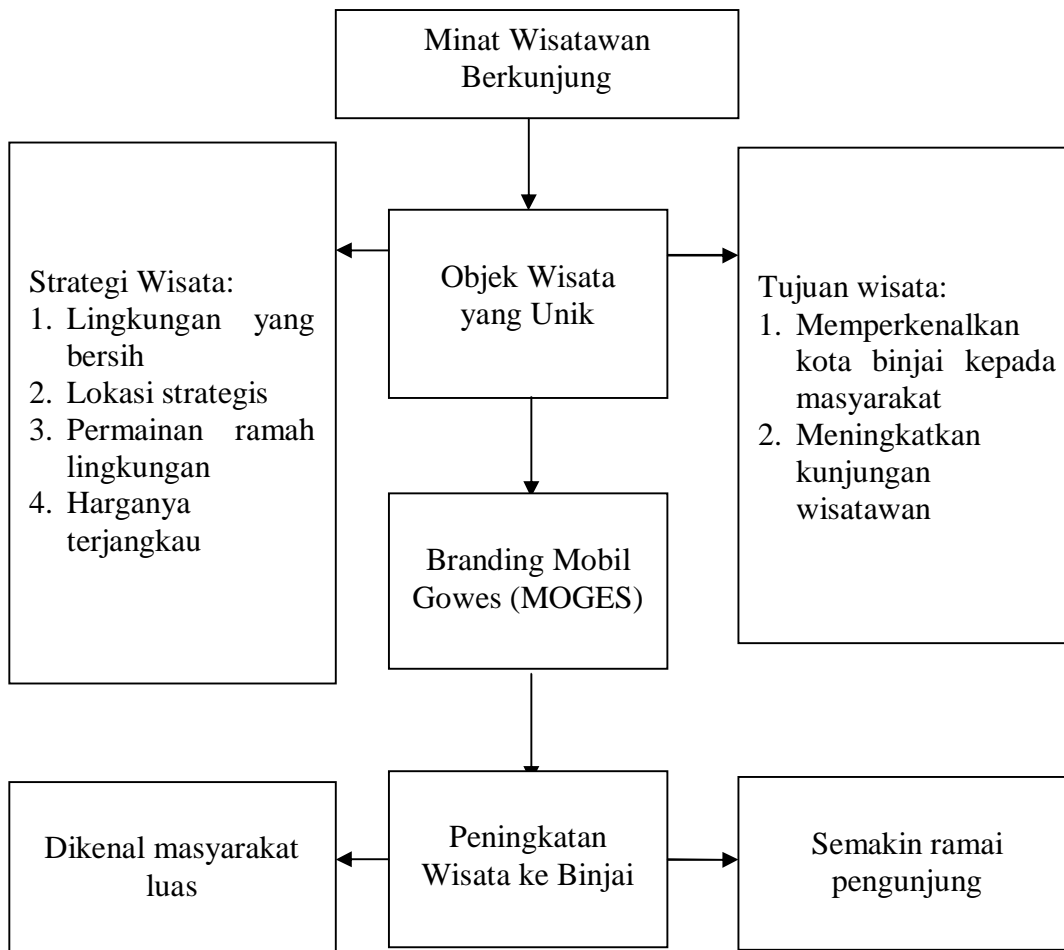 Minat Wisatawan
Berkunjung
Strategi Wisata:
1. Lingkungan yang
bersih
2. Lokasi strategis
3. Permainan ramah
lingkungan
4. Harganya
terjangkau
Objek Wisata
yang Unik
Tujuan wisata:
1. Memperkenalkan
kota binjai kepada
masyarakat
2. Meningkatkan
kunjungan
wisatawan
Branding Mobil
Gowes (MOGES)
Dikenal masyarakat
luas
Peningkatan
Wisata ke Binjai
Semakin ramai
pengunjung